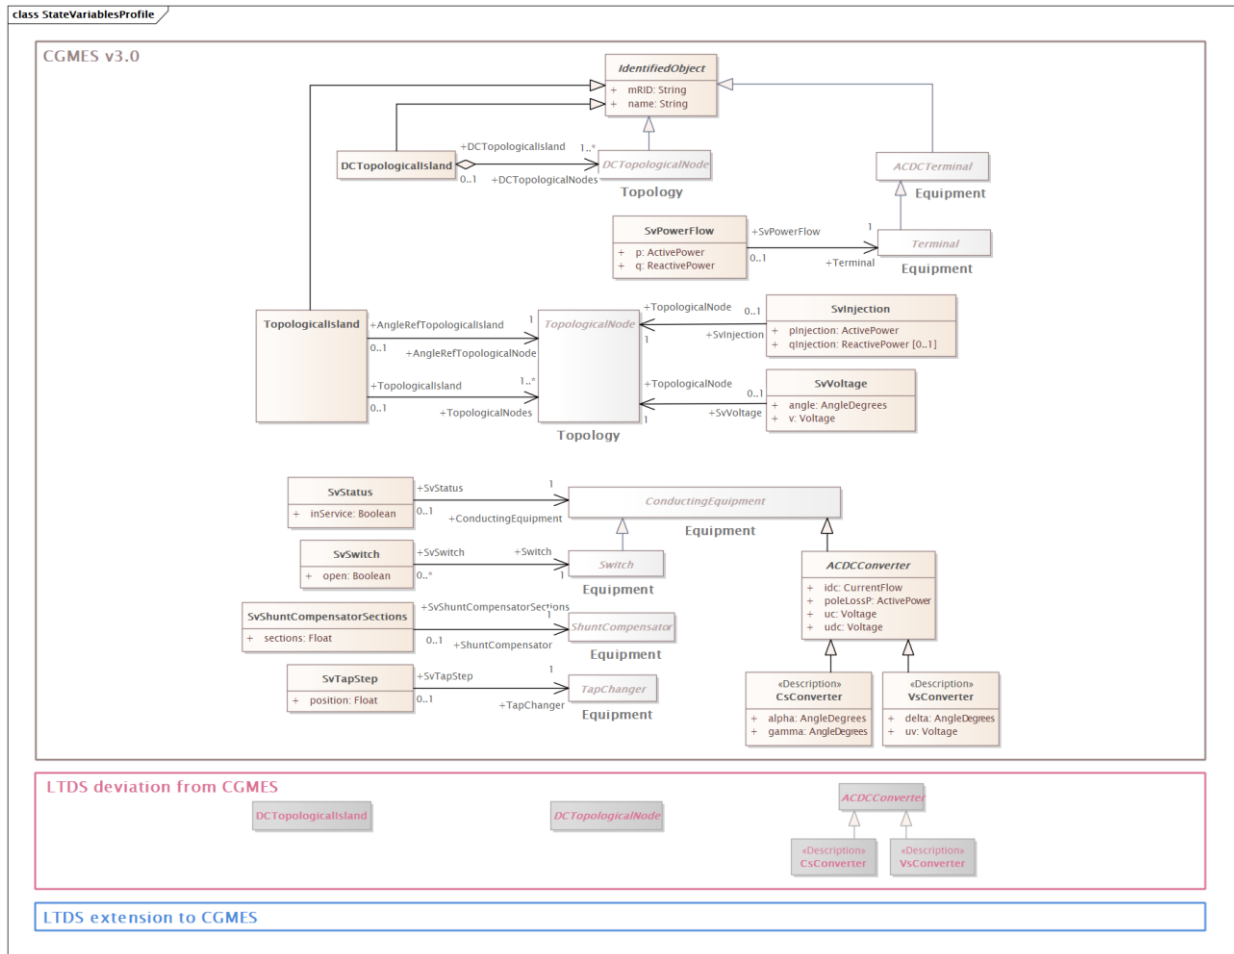 class StateVariablesProfile
CGMES v3.0
IdentifiedObject
+ mRID: String
+ name: String
DCTopologicalIsland
+DCTopologicalIsland
1..*
0..1
+DCTopologicalNodes
DCTopologicalNode
Topology
ACDCTerminal
Equipment
SvPowerFlow
+ p: ActivePower
+ q: ReactivePower
+SvPowerFlow
1
0..1
+Terminal
Terminal
Equipment
TopologicalIsland
+AngleRefTopologicalIsland
1
0..1
+AngleRefTopologicalNode
+TopologicalIsland
1..*
0..1
+TopologicalNodes
TopologicalNode
Topology
+TopologicalNode
0..1
1
+SvInjection
SvInjection
+ pInjection: ActivePower
+ qInjection: ReactivePower [0..1]
+TopologicalNode
0..1
1
+SvVoltage
SvVoltage
+ angle: AngleDegrees
+ v: Voltage
SvStatus
+ inService: Boolean
+SvStatus
1
0..1
+ConductingEquipment
ConductingEquipment
Equipment
SvSwitch
+ open: Boolean
+SvSwitch
+Switch
0..*
1
Switch
Equipment
ACDCConverter
+ idc: CurrentFlow
+ poleLossP: ActivePower
+ uc: Voltage
+ udc: Voltage
SvShuntCompensatorSections
+ sections: Float
+SvShuntCompensatorSections
1
0..1
+ShuntCompensator
ShuntCompensator
Equipment
SvTapStep
+ position: Float
+SvTapStep
1
0..1
+TapChanger
TapChanger
Equipment
«Description»
CsConverter
+ alpha: AngleDegrees
+ gamma: AngleDegrees
«Description»
VsConverter
+ delta: AngleDegrees
+ uv: Voltage
LTDS deviation from CGMES
DCTopologicalIsland
DCTopologicalNode
ACDCConverter
«Description»
CsConverter
«Description»
VsConverter
LTDS extension to CGMES